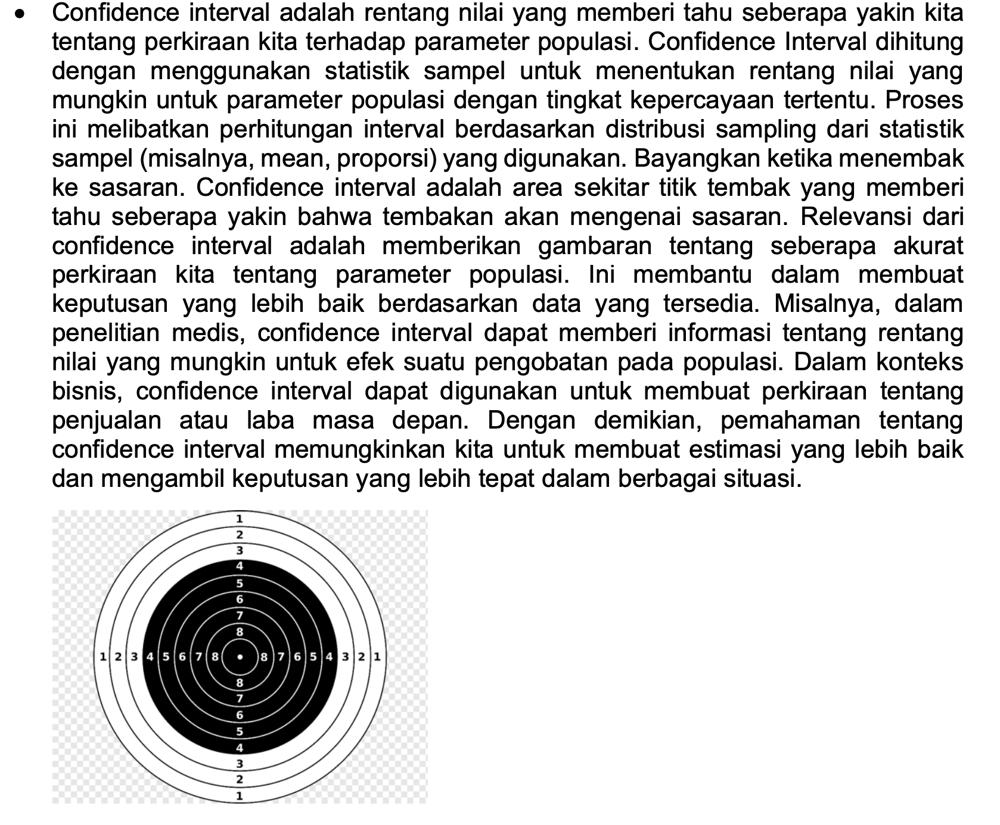 • Confidence interval adalah rentang nilai yang memberi tahu seberapa yakin kita
tentang perkiraan kita terhadap parameter populasi. Confidence Interval dihitung
dengan menggunakan statistik sampel untuk menentukan rentang nilai yang
mungkin untuk parameter populasi dengan tingkat kepercayaan tertentu. Proses
ini melibatkan perhitungan interval berdasarkan distribusi sampling dari statistik
sampel (misalnya, mean, proporsi) yang digunakan. Bayangkan ketika menembak
ke sasaran. Confidence interval adalah area sekitar titik tembak yang memberi
tahu seberapa yakin bahwa tembakan akan mengenai sasaran. Relevansi dari
confidence interval adalah memberikan gambaran tentang seberapa akurat
perkiraan kita tentang parameter populasi. Ini membantu dalam membuat
keputusan yang lebih baik berdasarkan data yang tersedia. Misalnya, dalam
penelitian medis, confidence interval dapat memberi informasi tentang rentang
nilai yang mungkin untuk efek suatu pengobatan pada populasi. Dalam konteks
bisnis, confidence interval dapat digunakan untuk membuat perkiraan tentang
penjualan atau laba masa depan. Dengan demikian, pemahaman tentang
confidence interval memungkinkan kita untuk membuat estimasi yang lebih baik
dan mengambil keputusan yang lebih tepat dalam berbagai situasi.
1
2
3
4
5
6
7
8
1 2 3 4 5 6 7 8 8 7 6 5 4 3 2 1
8
7
6
5
4
3
2
1